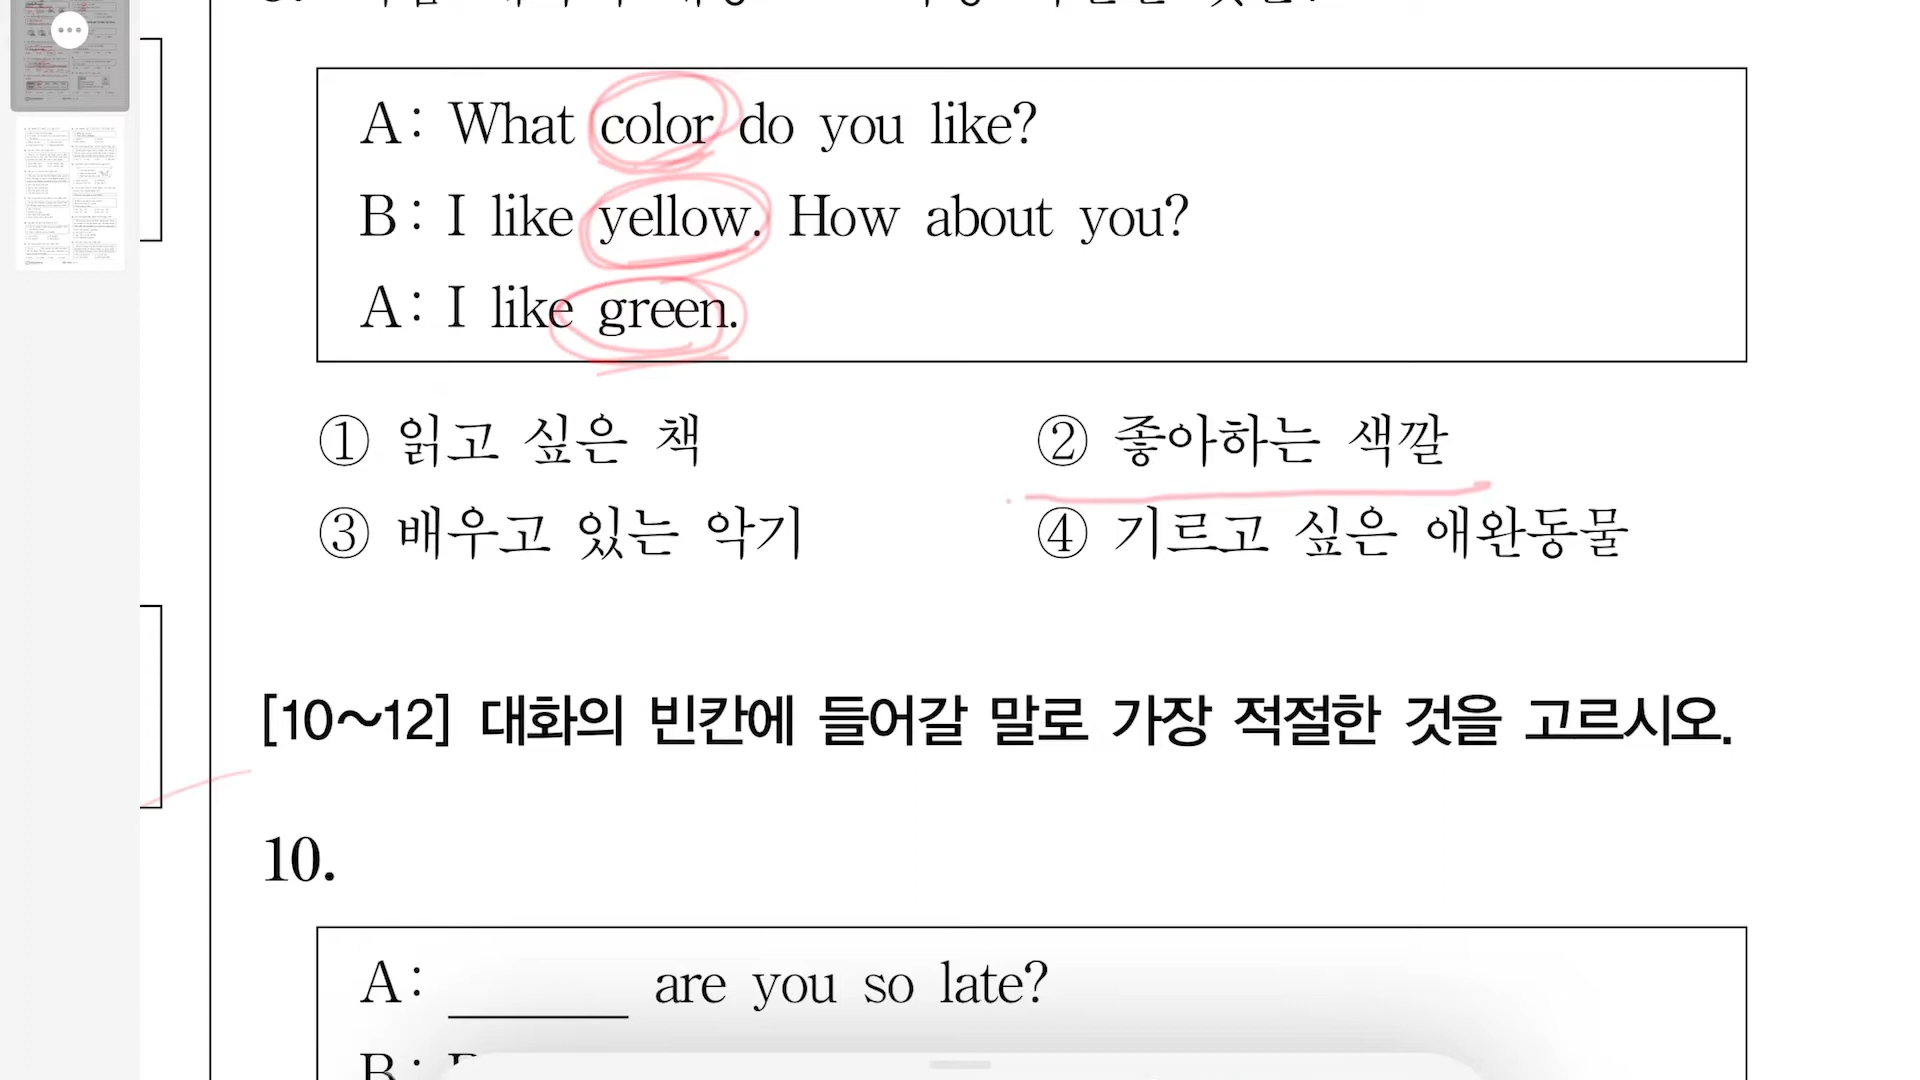 A: What color do you like?
B: I like yellow. How about you?
A: I like green.
① 읽고 싶은 책
② 좋아하는 색깔
③ 배우고 있는 악기
④ 기르고 싶은 애완동물
[10～12] 대화의 빈칸에 들어갈 말로 가장 적절한 것을 고르시오.
10.
A: ________ are you so late?
B: